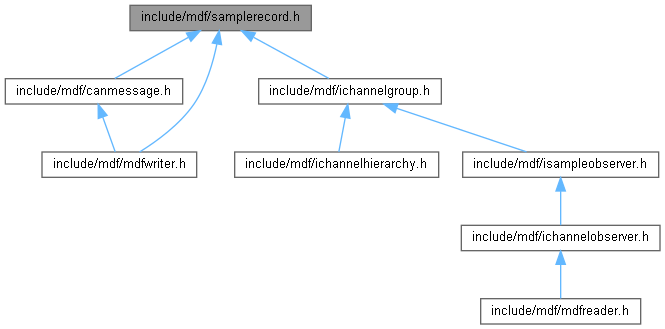 include/mdf/samplerecord.h
include/mdf/canmessage.h
include/mdf/ichannelgroup.h
include/mdf/mdfwriter.h
include/mdf/ichannelhierarchy.h
include/mdf/isampleobserver.h
include/mdf/ichannelobserver.h
include/mdf/mdfreader.h